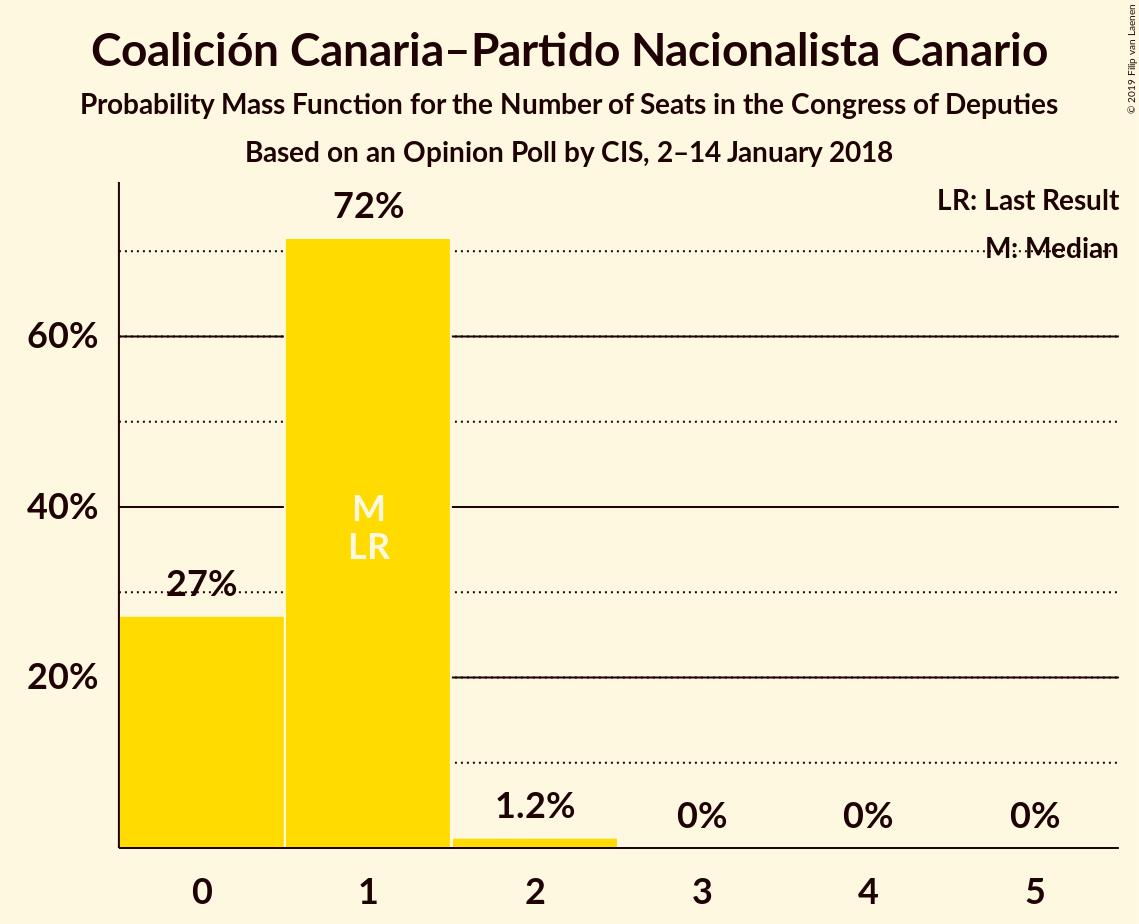 Coalición Canaria–Partido Nacionalista Canario
Probability Mass Function for the Number of Seats in the Congress of Deputies
Based on an Opinion Poll by CIS, 2–14 January 2018
© 2019 Filip van Laenen
LR: Last Result
M: Median
72%
60%
40%
M
LR
27%
20%
1.2%
0%
0%
0%
0
1
2
3
4
5